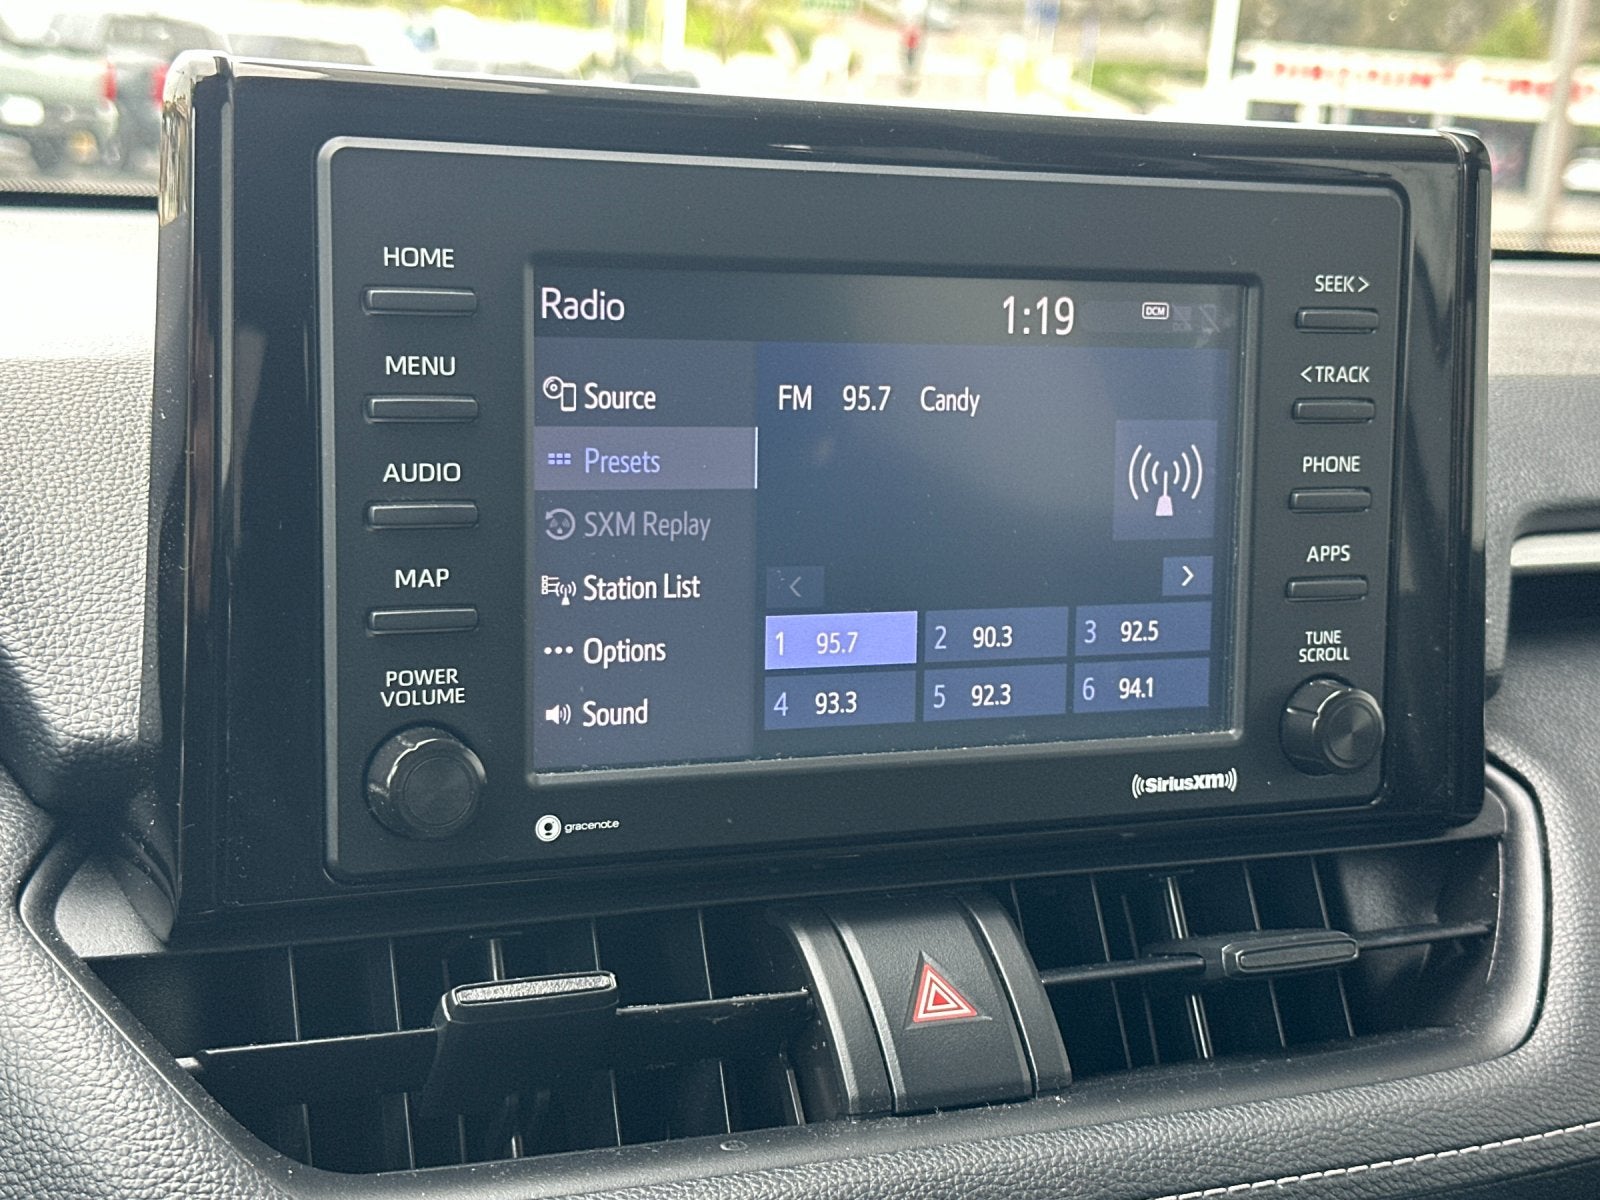 HOME
MENU
AUDIO
MAP
POWER
VOLUME
Radio
1:19
DCM
Source
Presets
SXM Replay
Station List
Options
Sound
FM 95.7 Candy
<
>
1 95.7
2 90.3
3 92.5
4 93.3
5 92.3
6 94.1
SEEK >
< TRACK
PHONE
APPS
TUNE
SCROLL
gracenote
SiriusXM